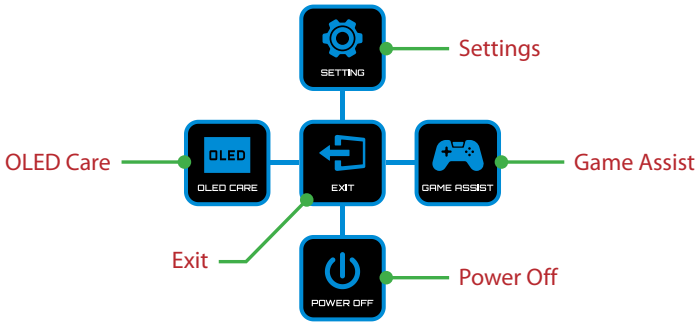 SETTING
Settings
OLED Care
OLED
OLED CARE
EXIT
GAME ASSIST
Game Assist
Exit
POWER OFF
Power Off